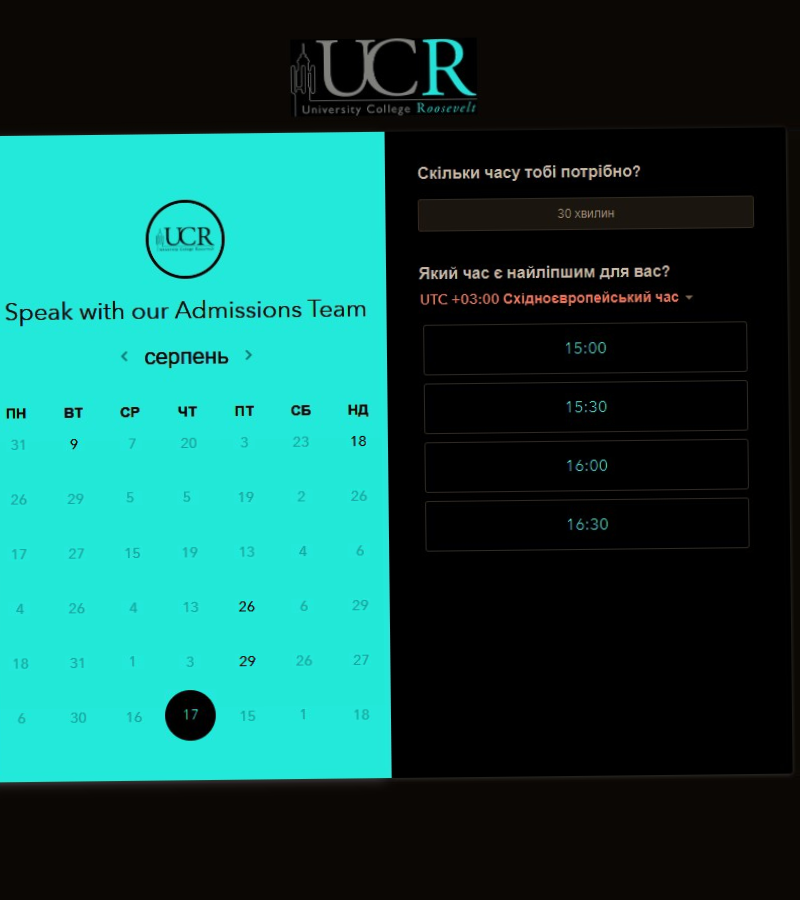 UCR
University College Roosevelt
UCR
University College Roosevelt
Speak with our Admissions Team
серпень
ПН ВТ СР ЧТ ПТ СБ НД
31 9 7 20 3 23 18
26 29 5 5 19 2 26
17 27 15 19 13 4 6
4 26 4 13 26 6 29
18 31 1 3 29 26 27
6 30 16 17 15 1 18
Скільки часу тобі потрібно?
30 хвилин
Який час є найліпшим для вас?
UTC +03:00 Східноєвропейський час
15:00
15:30
16:00
16:30